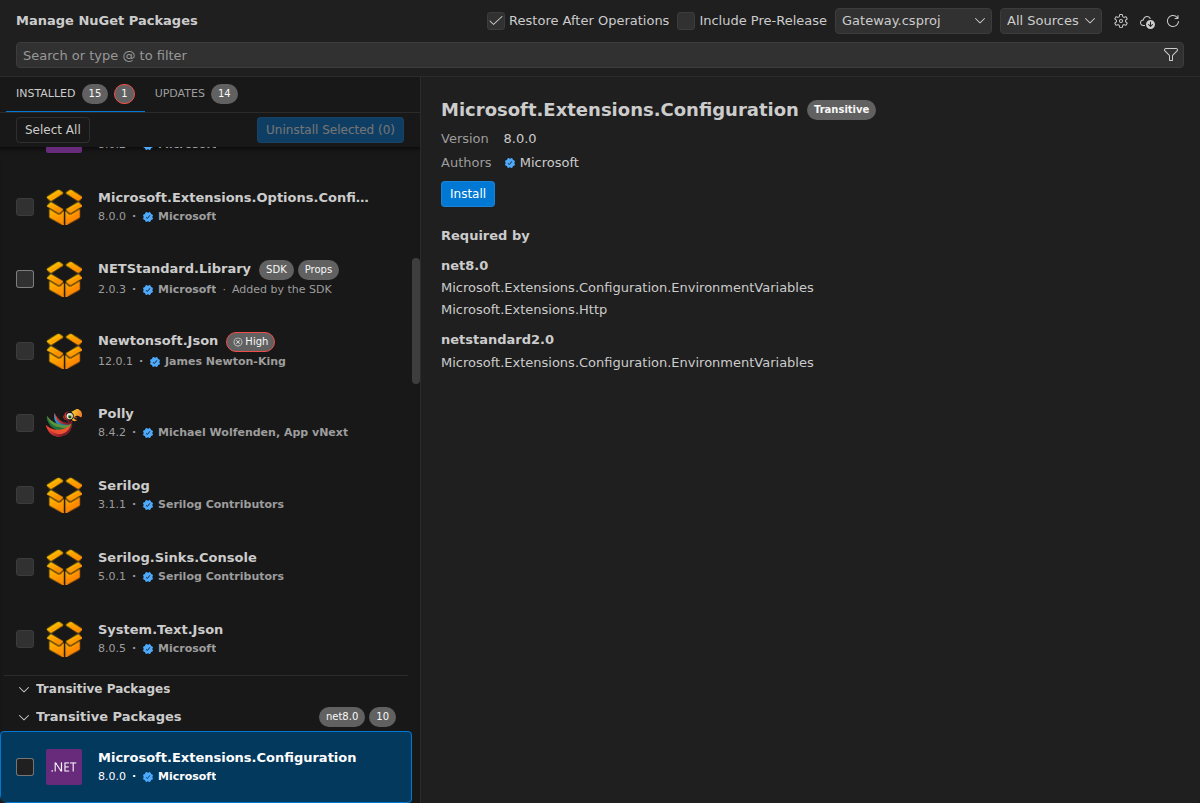 Manage NuGet Packages
Restore After Operations
Include Pre-Release
Gateway.csproj
All Sources
Search or type @ to filter
INSTALLED 15 1 UPDATES 14
Select All
Uninstall Selected (0)
Microsoft
Microsoft.Extensions.Options.Confi...
8.0.0 · Microsoft
NETStandard.Library SDK Props
2.0.3 · Microsoft · Added by the SDK
Newtonsoft.Json High
12.0.1 · James Newton-King
Polly
8.4.2 · Michael Wolfenden, App vNext
Serilog
3.1.1 · Serilog Contributors
Serilog.Sinks.Console
5.0.1 · Serilog Contributors
System.Text.Json
8.0.5 · Microsoft
Transitive Packages
Transitive Packages net8.0 10
.NET
Microsoft.Extensions.Configuration
8.0.0 · Microsoft
Microsoft.Extensions.Configuration Transitive
Version 8.0.0
Authors Microsoft
Install
Required by
net8.0
Microsoft.Extensions.Configuration.EnvironmentVariables
Microsoft.Extensions.Http
netstandard2.0
Microsoft.Extensions.Configuration.EnvironmentVariables